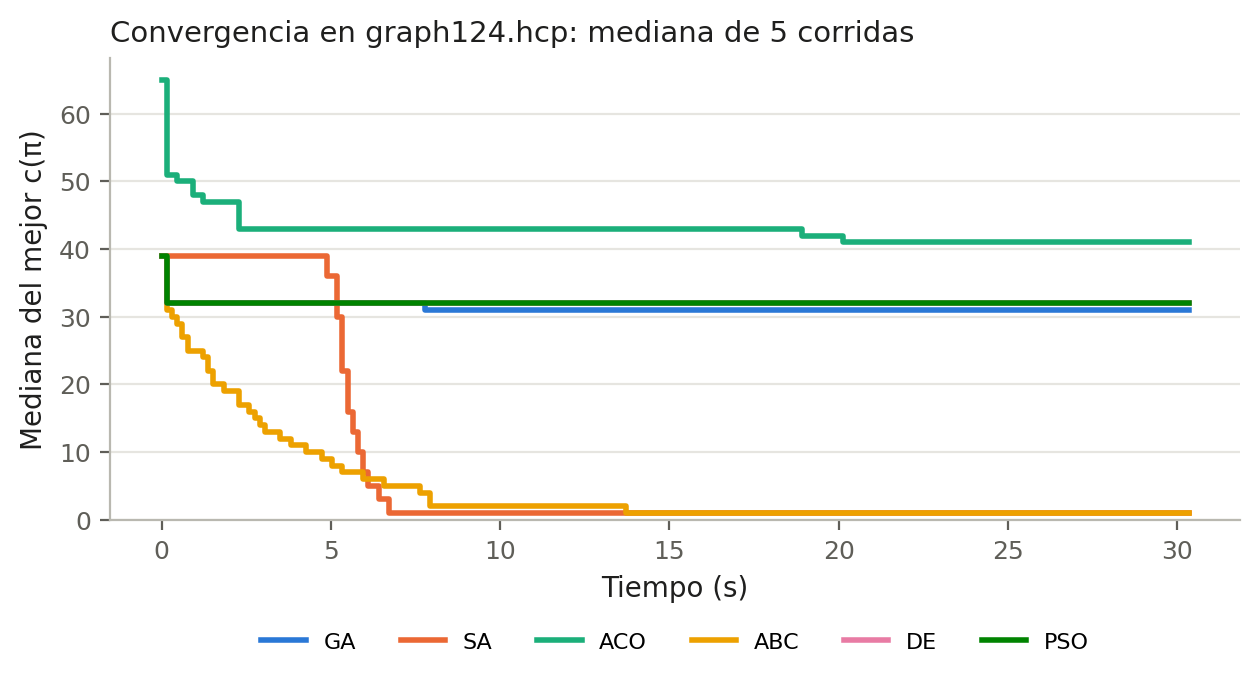 Convergencia en graph124.hcp: mediana de 5 corridas
Mediana del mejor c(π)
60
50
40
30
20
10
0
0 5 10 15 20 25 30
Tiempo (s)
GA SA ACO ABC DE PSO